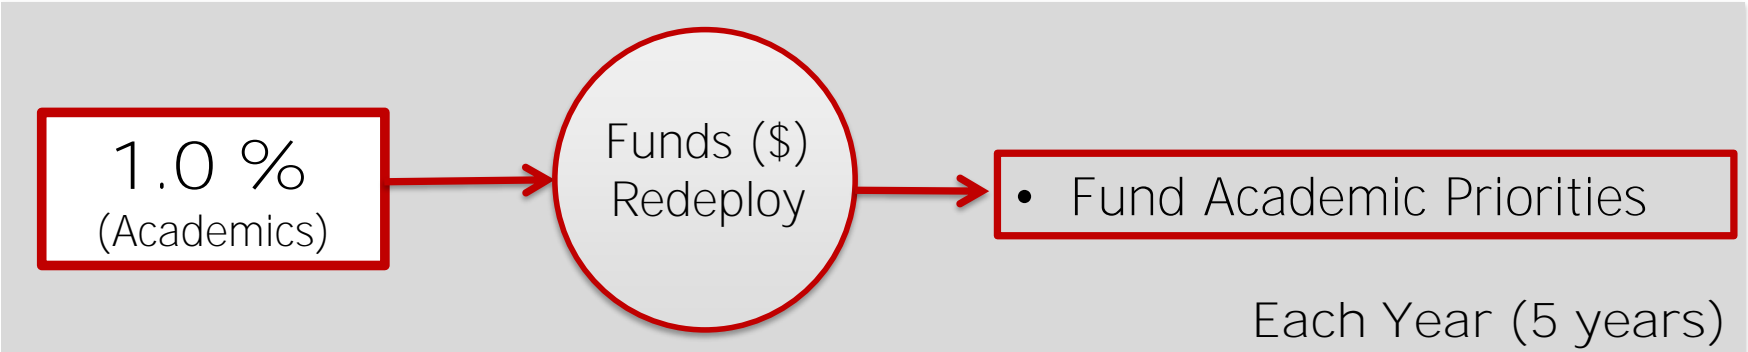 1.0 %
(Academics)
Funds ($)
Redeploy
• Fund Academic Priorities
Each Year (5 years)